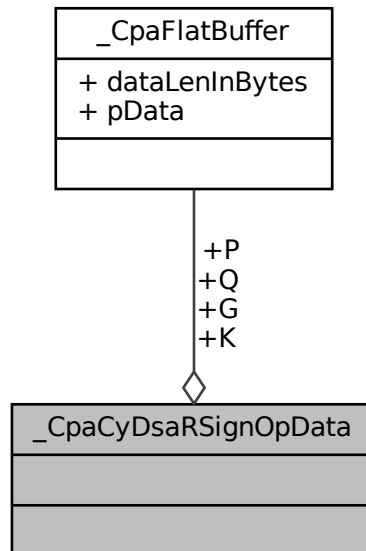 _CpaFlatBuffer
+ dataLenInBytes
+ pData
+P
+Q
+G
+K
_CpaCyDsaRSignOpData